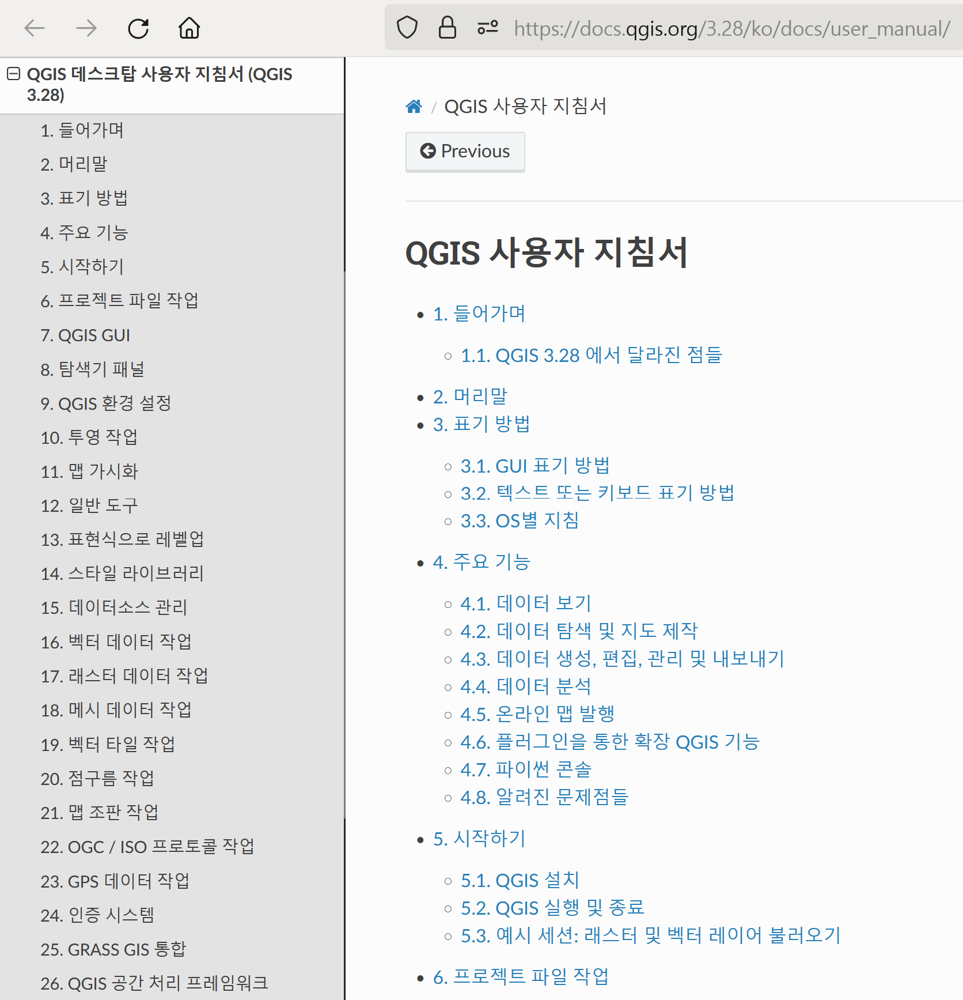 https://docs.qgis.org/3.28/ko/docs/user_manual/
QGIS 데스크탑 사용자 지침서 (QGIS
3.28)
1. 들어가며
2. 머리말
3. 표기 방법
4. 주요 기능
5. 시작하기
6. 프로젝트 파일 작업
7. QGIS GUI
8. 탐색기 패널
9. QGIS 환경 설정
10. 투영 작업
11. 맵 가시화
12. 일반 도구
13. 표현식으로 레벨업
14. 스타일 라이브러리
15. 데이터소스 관리
16. 벡터 데이터 작업
17. 래스터 데이터 작업
18. 메시 데이터 작업
19. 벡터 타일 작업
20. 점구름 작업
21. 맵 조판 작업
22. OGC / ISO 프로토콜 작업
23. GPS 데이터 작업
24. 인증 시스템
25. GRASS GIS 통합
26. QGIS 공간 처리 프레임워크
/ QGIS 사용자 지침서
Previous
QGIS 사용자 지침서
1. 들어가며
1.1. QGIS 3.28 에서 달라진 점들
2. 머리말
3. 표기 방법
3.1. GUI 표기 방법
3.2. 텍스트 또는 키보드 표기 방법
3.3. OS별 지침
4. 주요 기능
4.1. 데이터 보기
4.2. 데이터 탐색 및 지도 제작
4.3. 데이터 생성, 편집, 관리 및 내보내기
4.4. 데이터 분석
4.5. 온라인 맵 발행
4.6. 플러그인을 통한 확장 QGIS 기능
4.7. 파이썬 콘솔
4.8. 알려진 문제점들
5. 시작하기
5.1. QGIS 설치
5.2. QGIS 실행 및 종료
5.3. 예시 세션: 래스터 및 벡터 레이어 불러오기
6. 프로젝트 파일 작업